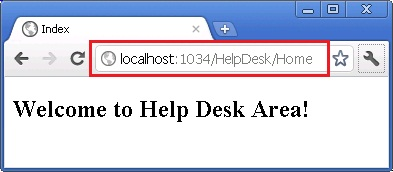 Index
localhost:1034/HelpDesk/Home
Welcome to Help Desk Area!